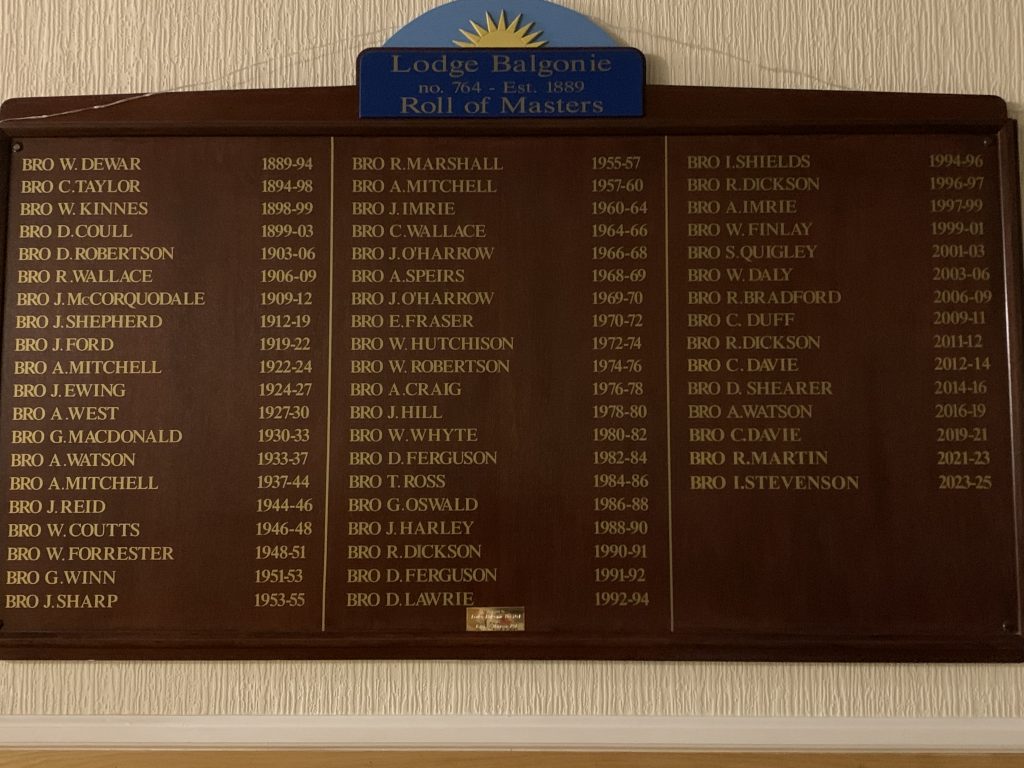 Lodge Balgonie
no. 764 - Est. 1889
Roll of Masters
BRO W. DEWAR 1889-94
BRO C.TAYLOR 1894-98
BRO W. KINNES 1898-99
BRO D. COULL 1899-03
BRO D. ROBERTSON 1903-06
BRO R.WALLACE 1906-09
BRO J.McCORQUODALE 1909-12
BRO J.SHEPHERD 1912-19
BRO J. FORD 1919-22
BRO A.MITCHELL 1922-24
BRO J.EWING 1924-27
BRO A.WEST 1927-30
BRO G.MACDONALD 1930-33
BRO A.WATSON 1933-37
BRO A.MITCHELL 1937-44
BRO J.REID 1944-46
BRO W.COUTTS 1946-48
BRO W. FORRESTER 1948-51
BRO G.WINN 1951-53
BRO J.SHARP 1953-55
BRO R.MARSHALL 1955-57
BRO A.MITCHELL 1957-60
BRO J.IMRIE 1960-64
BRO C.WALLACE 1964-66
BRO J.O'HARROW 1966-68
BRO A.SPEIRS 1968-69
BRO J.O'HARROW 1969-70
BRO E.FRASER 1970-72
BRO W. HUTCHISON 1972-74
BRO W. ROBERTSON 1974-76
BRO A.CRAIG 1976-78
BRO J.HILL 1978-80
BRO W.WHYTE 1980-82
BRO D.FERGUSON 1982-84
BRO T. ROSS 1984-86
BRO G.OSWALD 1986-88
BRO J.HARLEY 1988-90
BRO R.DICKSON 1990-91
BRO D.FERGUSON 1991-92
BRO D.LAWRIE 1992-94
BRO I.SHIELDS 1994-96
BRO R.DICKSON 1996-97
BRO A.IMRIE 1997-99
BRO W. FINLAY 1999-01
BRO S.QUIGLEY 2001-03
BRO W. DALY 2003-06
BRO R.BRADFORD 2006-09
BRO C. DUFF 2009-11
BRO R.DICKSON 2011-12
BRO C. DAVIE 2012-14
BRO D. SHEARER 2014-16
BRO A.WATSON 2016-19
BRO C.DAVIE 2019-21
BRO R.MARTIN 2021-23
BRO I.STEVENSON 2023-25